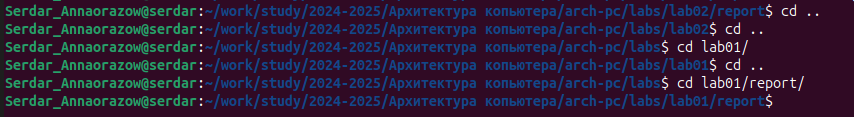 Serdar_Annaorazow@serdar:~/work/study/2024-2025/Архитектура копьютера/arch-pc/labs/lab02/report$ cd ..
Serdar_Annaorazow@serdar:~/work/study/2024-2025/Архитектура копьютера/arch-pc/labs/lab02$ cd ..
Serdar_Annaorazow@serdar:~/work/study/2024-2025/Архитектура копьютера/arch-pc/labs$ cd lab01/
Serdar_Annaorazow@serdar:~/work/study/2024-2025/Архитектура копьютера/arch-pc/labs/lab01$ cd ..
Serdar_Annaorazow@serdar:~/work/study/2024-2025/Архитектура копьютера/arch-pc/labs$ cd lab01/report/
Serdar_Annaorazow@serdar:~/work/study/2024-2025/Архитектура копьютера/arch-pc/labs/lab01/report$